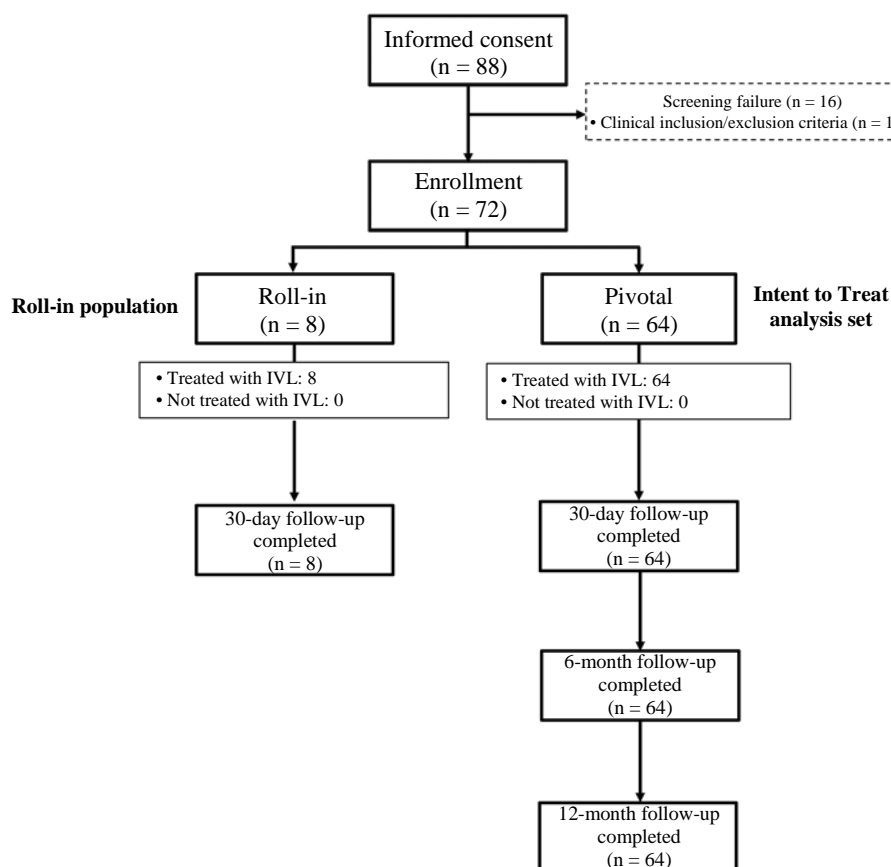 Informed consent
(n = 88)
Screening failure (n = 16)
• Clinical inclusion/exclusion criteria (n = 1
Enrollment
(n = 72)
Roll-in population
Roll-in
(n = 8)
Pivotal
(n = 64)
Intent to Treat
analysis set
• Treated with IVL: 8
• Not treated with IVL: 0
• Treated with IVL: 64
• Not treated with IVL: 0
30-day follow-up
completed
(n = 8)
30-day follow-up
completed
(n = 64)
6-month follow-up
completed
(n = 64)
12-month follow-up
completed
(n = 64)